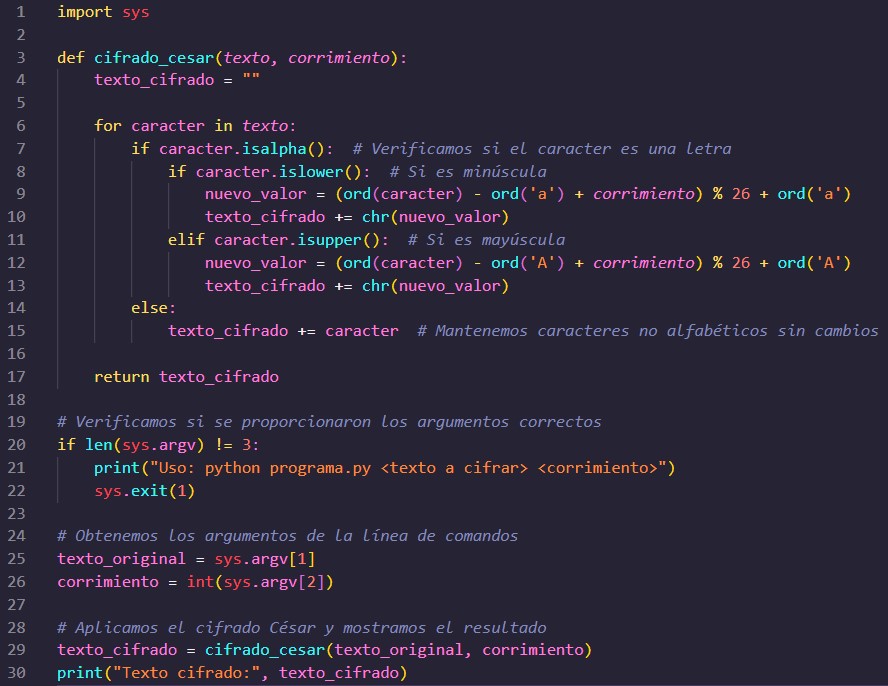 1 import sys
2
3 def cifrado_cesar(texto, corrimiento):
4     texto_cifrado = ""
5
6     for caracter in texto:
7         if caracter.isalpha():  # Verificamos si el caracter es una letra
8             if caracter.islower():  # Si es minúscula
9                 nuevo_valor = (ord(caracter) - ord('a') + corrimiento) % 26 + ord('a')
10                 texto_cifrado += chr(nuevo_valor)
11             elif caracter.isupper():  # Si es mayúscula
12                 nuevo_valor = (ord(caracter) - ord('A') + corrimiento) % 26 + ord('A')
13                 texto_cifrado += chr(nuevo_valor)
14         else:
15             texto_cifrado += caracter  # Mantenemos caracteres no alfabéticos sin cambios
16
17     return texto_cifrado
18
19 # Verificamos si se proporcionaron los argumentos correctos
20 if len(sys.argv) != 3:
21     print("Uso: python programa.py <texto a cifrar> <corrimiento>")
22     sys.exit(1)
23
24 # Obtenemos los argumentos de la línea de comandos
25 texto_original = sys.argv[1]
26 corrimiento = int(sys.argv[2])
27
28 # Aplicamos el cifrado César y mostramos el resultado
29 texto_cifrado = cifrado_cesar(texto_original, corrimiento)
30 print("Texto cifrado:", texto_cifrado)